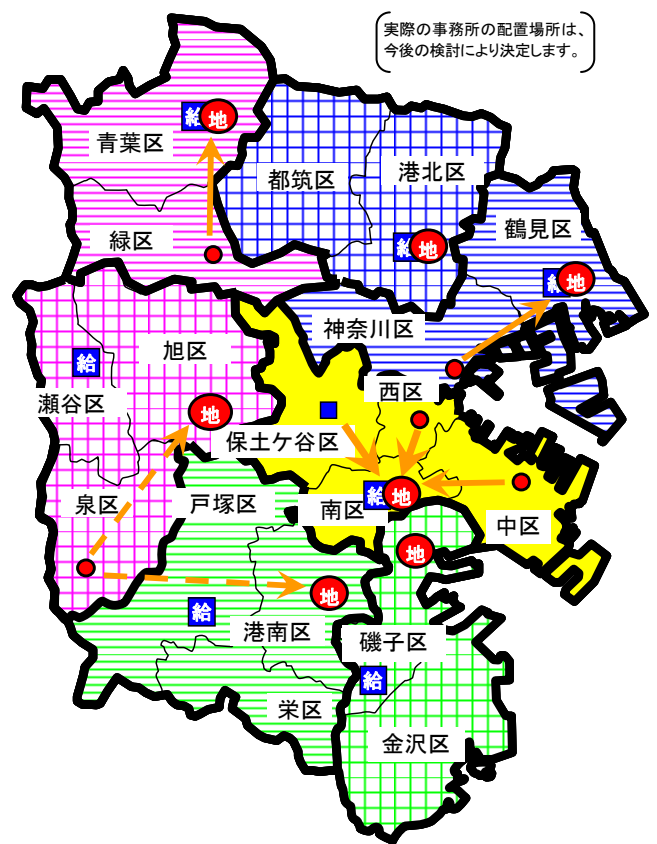 実際の事務所の配置場所は、
今後の検討により決定します。
給 地
青葉区
都筑区
港北区
鶴見区
緑区
給 地
給 地
神奈川区
旭区
給
西区
瀬谷区
地
保土ケ谷区
泉区
戸塚区
南区
給 地
中区
地
地
給
港南区
磯子区
給
栄区
金沢区